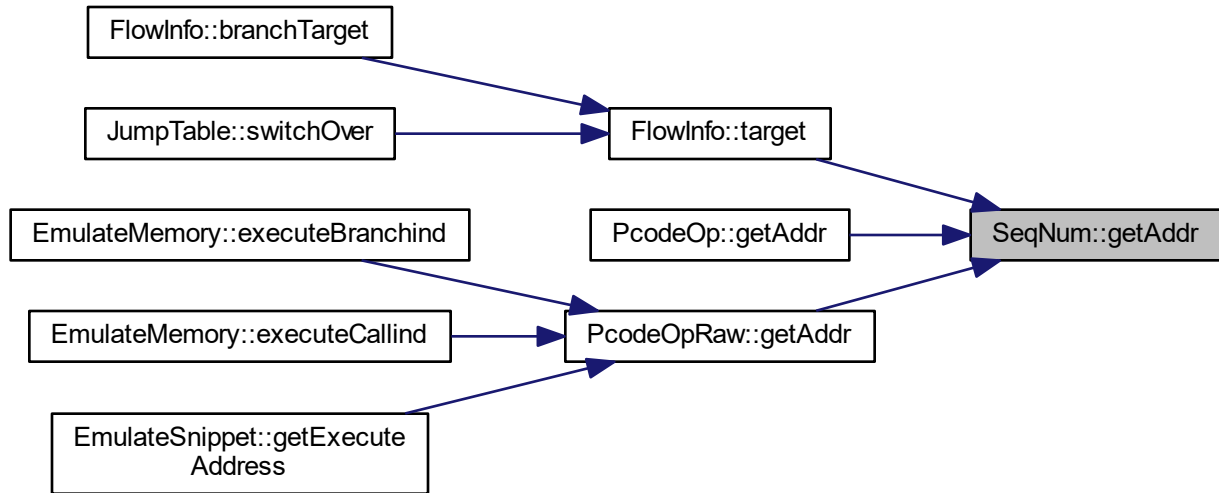 FlowInfo::branchTarget
JumpTable::switchOver
FlowInfo::target
EmulateMemory::executeBranchind
PcodeOp::getAddr
SeqNum::getAddr
EmulateMemory::executeCallind
PcodeOpRaw::getAddr
EmulateSnippet::getExecute
Address